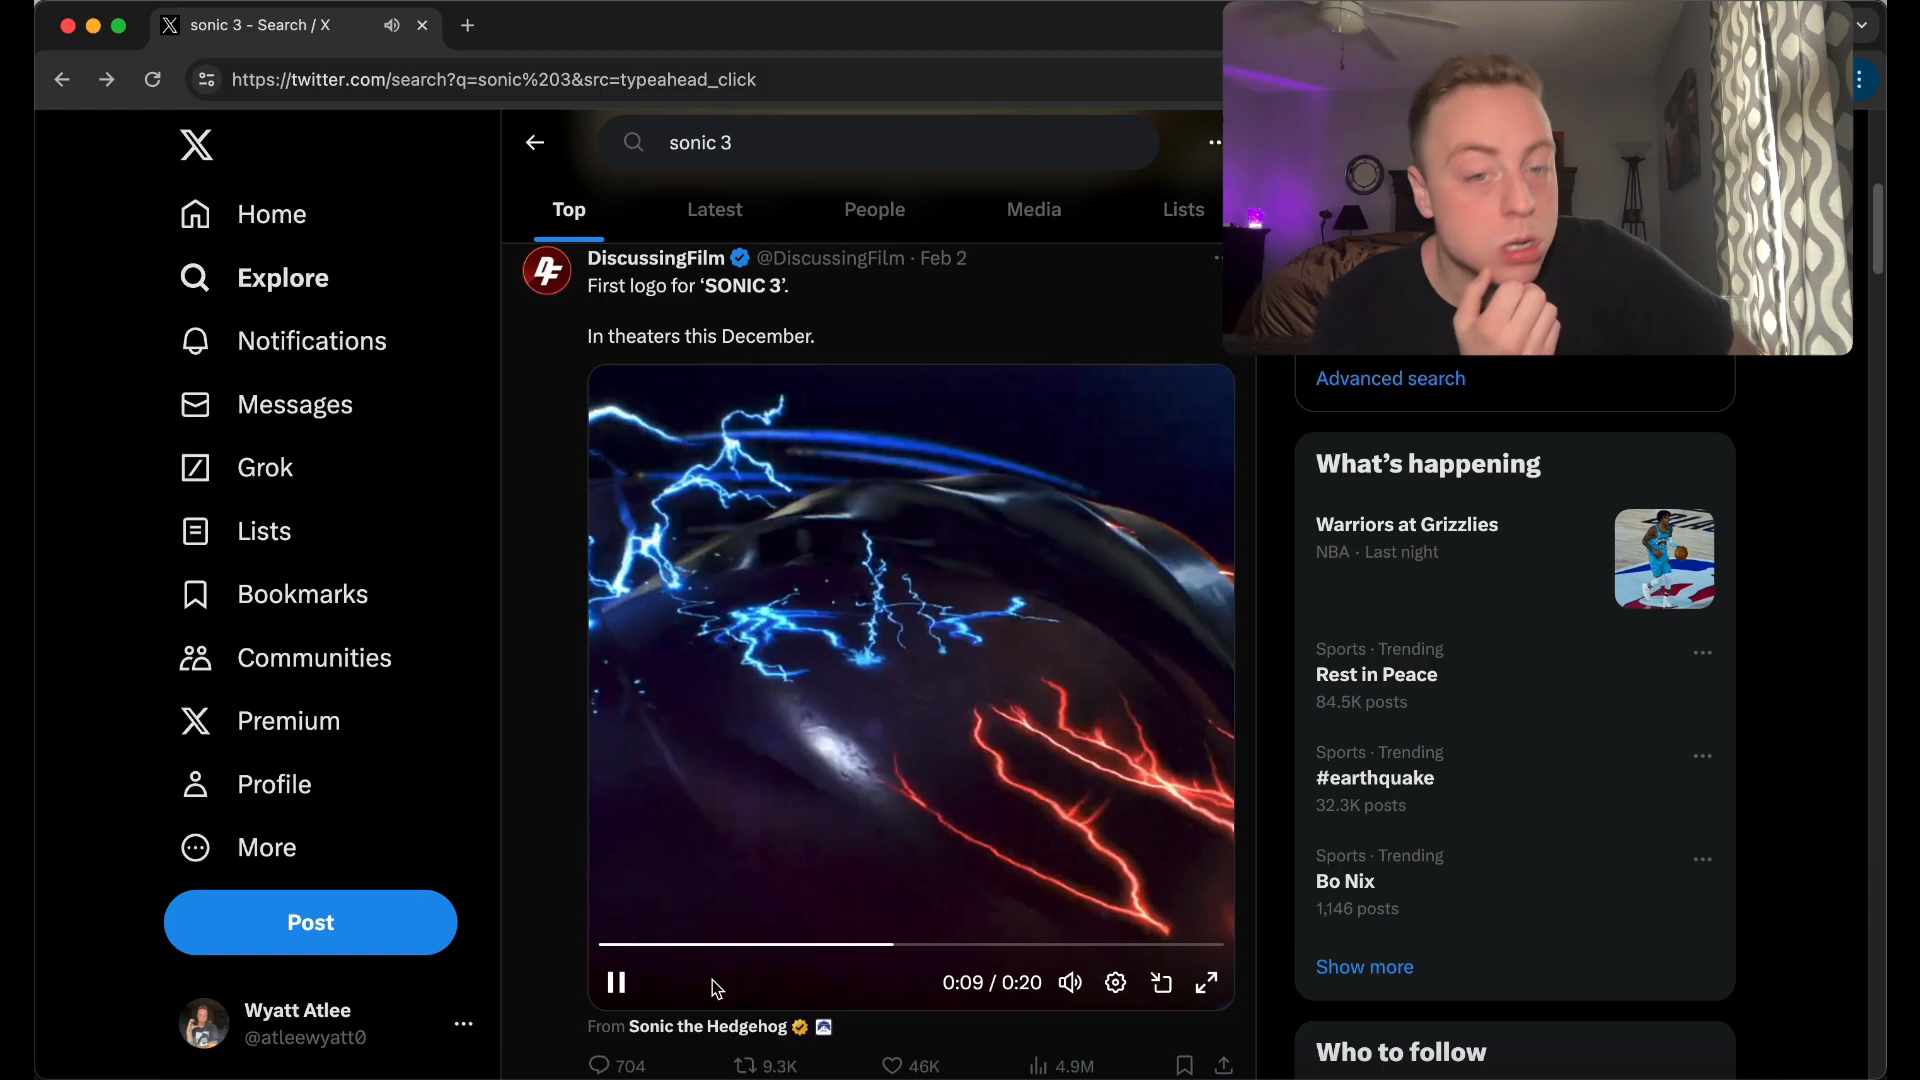 sonic 3 - Search / X
https://twitter.com/search?q=sonic%203&src=typeahead_click
sonic 3
Home
Explore
Notifications
Messages
Grok
Lists
Bookmarks
Communities
Premium
Profile
More
Post
Wyatt Atlee
@atleewyatt0
Top
Latest
People
Media
Lists
DiscussingFilm @DiscussingFilm · Feb 2
First logo for ‘SONIC 3’.
In theaters this December.
0:09 / 0:20
From Sonic the Hedgehog
704
9.3K
46K
4.9M
Advanced search
What’s happening
Warriors at Grizzlies
NBA · Last night
Sports · Trending
Rest in Peace
84.5K posts
Sports · Trending
#earthquake
32.3K posts
Sports · Trending
Bo Nix
1,146 posts
Show more
Who to follow